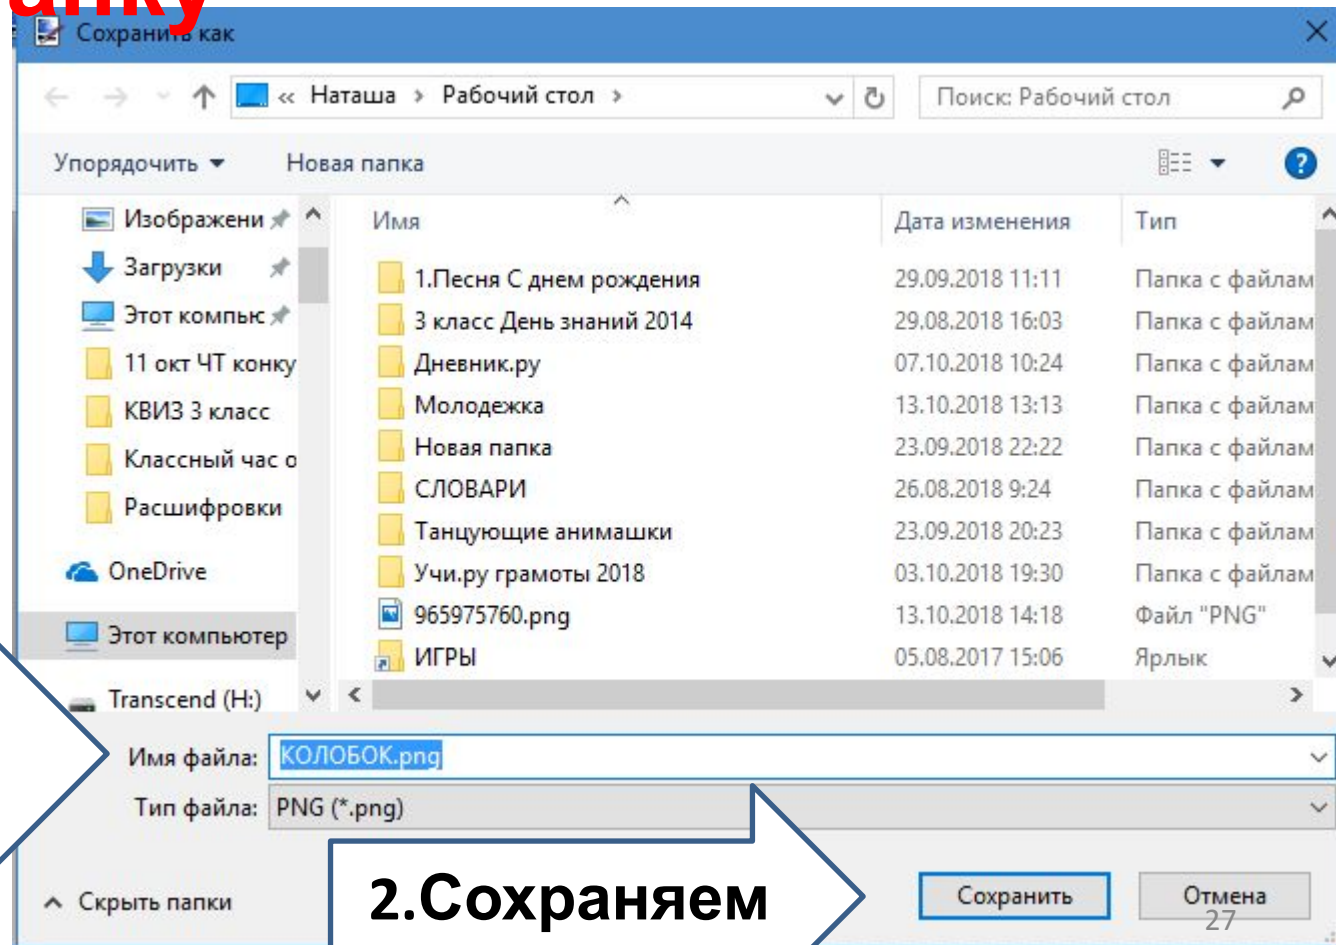 Сохранить как
« Наташа › Рабочий стол ›
Поиск: Рабочий стол
Упорядочить
Новая папка
?
Изображени
Загрузки
Этот компьк
11 окт ЧТ конку
КВИЗ 3 класс
Классный час о
Расшифровки
OneDrive
Этот компьютер
Transcend (H:)
Имя Дата изменения Тип
1.Песня С днем рождения 29.09.2018 11:11 Папка с файлам
3 класс День знаний 2014 29.08.2018 16:03 Папка с файлам
Дневник.ру 07.10.2018 10:24 Папка с файлам
Молодежка 13.10.2018 13:13 Папка с файлам
Новая папка 23.09.2018 22:22 Папка с файлам
СЛОВАРИ 26.08.2018 9:24 Папка с файлам
Танцующие анимашки 23.09.2018 20:23 Папка с файлам
Учи.ру грамоты 2018 03.10.2018 19:30 Папка с файлам
965975760.png 13.10.2018 14:18 Файл "PNG"
ИГРЫ 05.08.2017 15:06 Ярлык
Имя файла: КОЛОБОК.png
Тип файла: PNG (*.png)
Скрыть папки
2.Сохраняем
Сохранить
Отмена
27